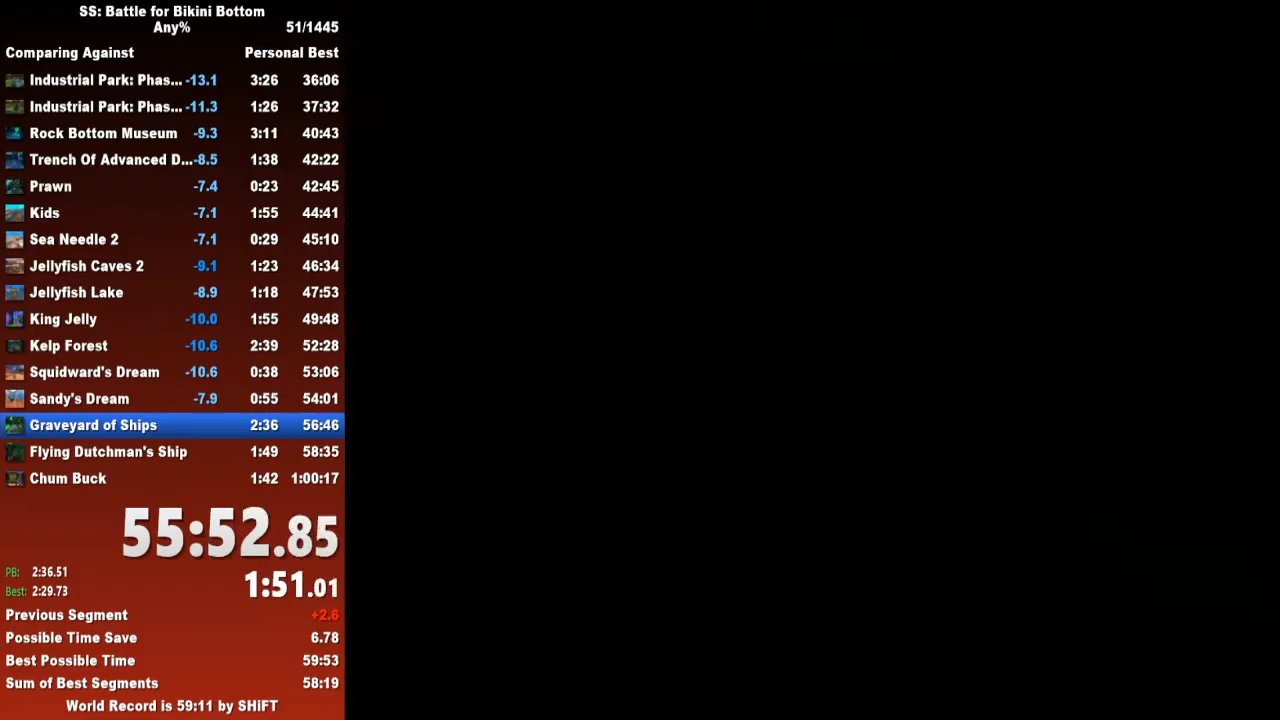 SS: Battle for Bikini Bottom
Any% 51/1445
Comparing Against Personal Best
Industrial Park: Phas... -13.1 3:26 36:06
Industrial Park: Phas... -11.3 1:26 37:32
Rock Bottom Museum -9.3 3:11 40:43
Trench Of Advanced D... -8.5 1:38 42:22
Prawn -7.4 0:23 42:45
Kids -7.1 1:55 44:41
Sea Needle 2 -7.1 0:29 45:10
Jellyfish Caves 2 -9.1 1:23 46:34
Jellyfish Lake -8.9 1:18 47:53
King Jelly -10.0 1:55 49:48
Kelp Forest -10.6 2:39 52:28
Squidward's Dream -10.6 0:38 53:06
Sandy's Dream -7.9 0:55 54:01
Graveyard of Ships 2:36 56:46
Flying Dutchman's Ship 1:49 58:35
Chum Buck 1:42 1:00:17
55:52.85
PB: 2:36.51
Best: 2:29.73
1:51.01
Previous Segment +2.6
Possible Time Save 6.78
Best Possible Time 59:53
Sum of Best Segments 58:19
World Record is 59:11 by SHiFT